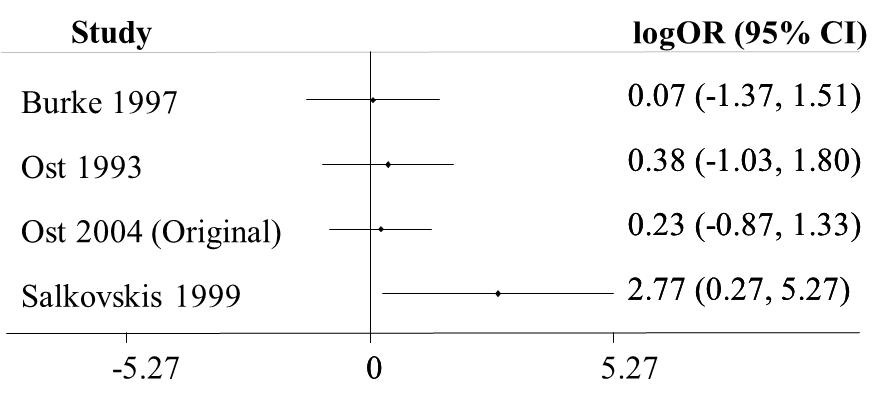 Study logOR (95% CI)
Burke 1997 0.07 (-1.37, 1.51)
Ost 1993 0.38 (-1.03, 1.80)
Ost 2004 (Original) 0.23 (-0.87, 1.33)
Salkovskis 1999 2.77 (0.27, 5.27)
-5.27 0 5.27